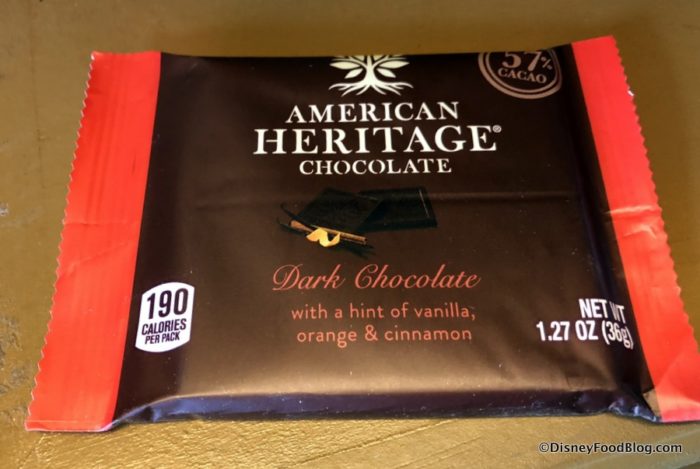 57%
CACAO
AMERICAN
HERITAGE®
CHOCOLATE
Dark Chocolate
with a hint of vanilla,
orange & cinnamon
190
CALORIES
PER PACK
NET WT
1.27 OZ (36g)
©DisneyFoodBlog.com